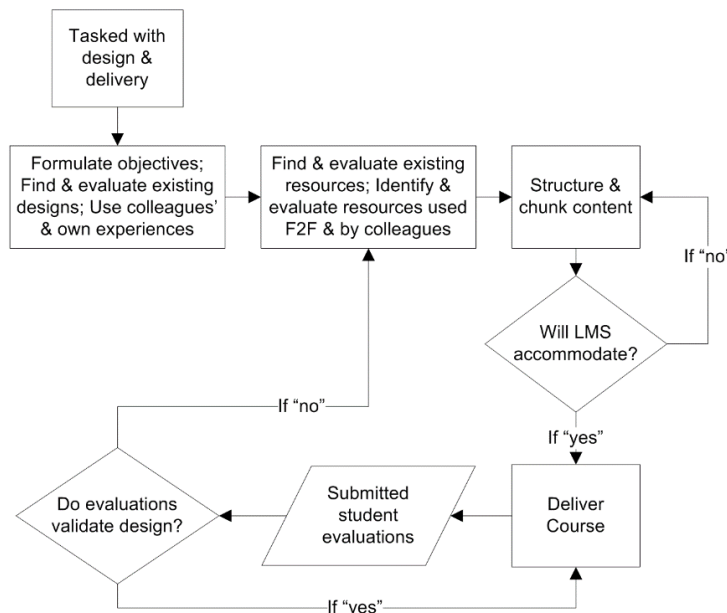 Tasked with
design &
delivery
Formulate objectives;
Find & evaluate existing
designs; Use colleagues’
& own experiences
Find & evaluate existing
resources; Identify &
evaluate resources used
F2F & by colleagues
Structure &
chunk content
If “no”
Will LMS
accommodate?
If “no”
If “yes”
Do evaluations
validate design?
Submitted
student
evaluations
Deliver
Course
If “yes”